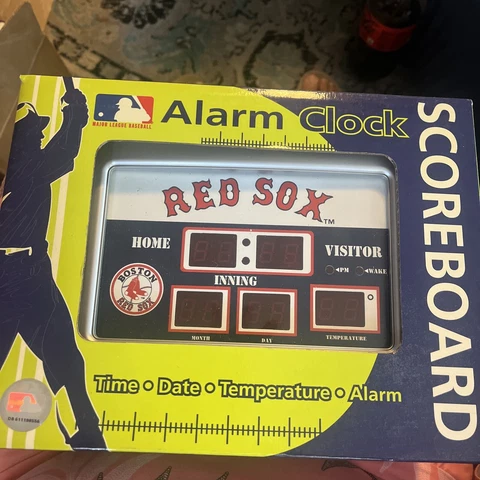 MAJOR LEAGUE BASEBALL
Alarm Clock
SCOREBOARD
RED SOX TM
HOME
VISITOR
PM WAKE
INNING
BOSTON
RED SOX
MONTH DAY TEMPERATURE
Time • Date • Temperature • Alarm